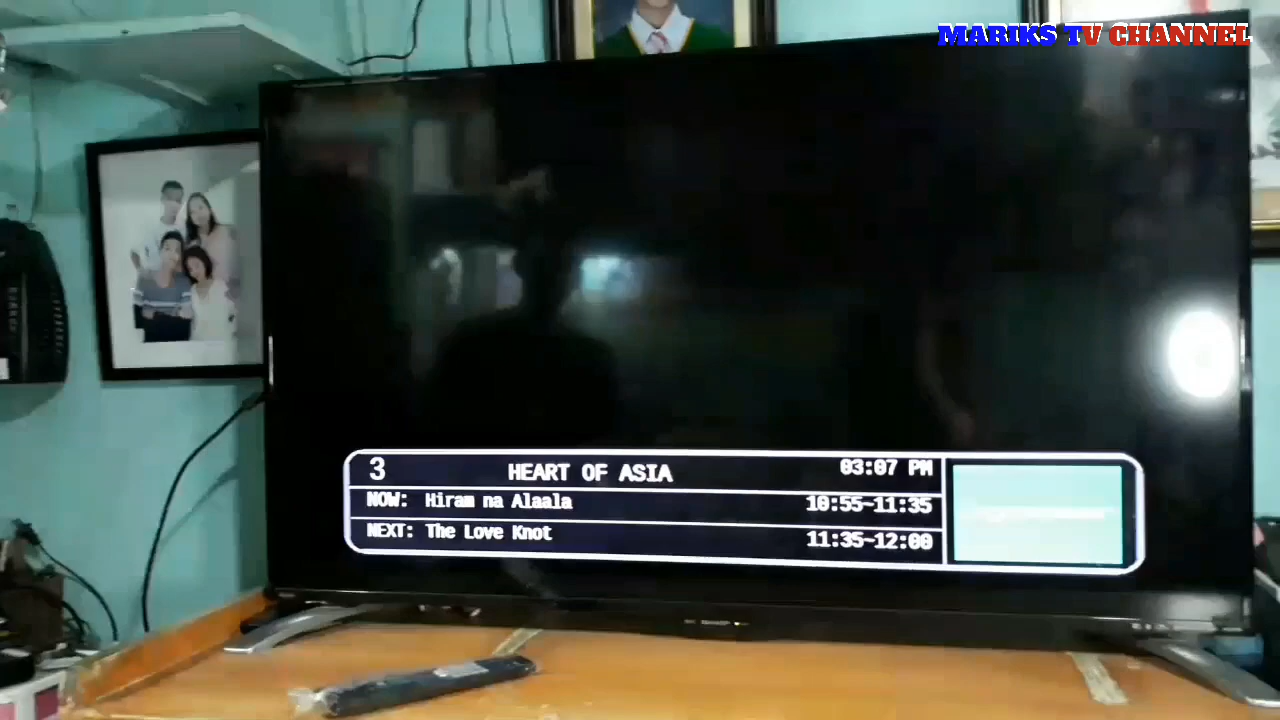 MARIKS TV CHANNEL
3 HEART OF ASIA 03:07 PM
NOW: Hiram na Alaala 10:55~11:35
NEXT: The Love Knot 11:35~12:00
SHARP